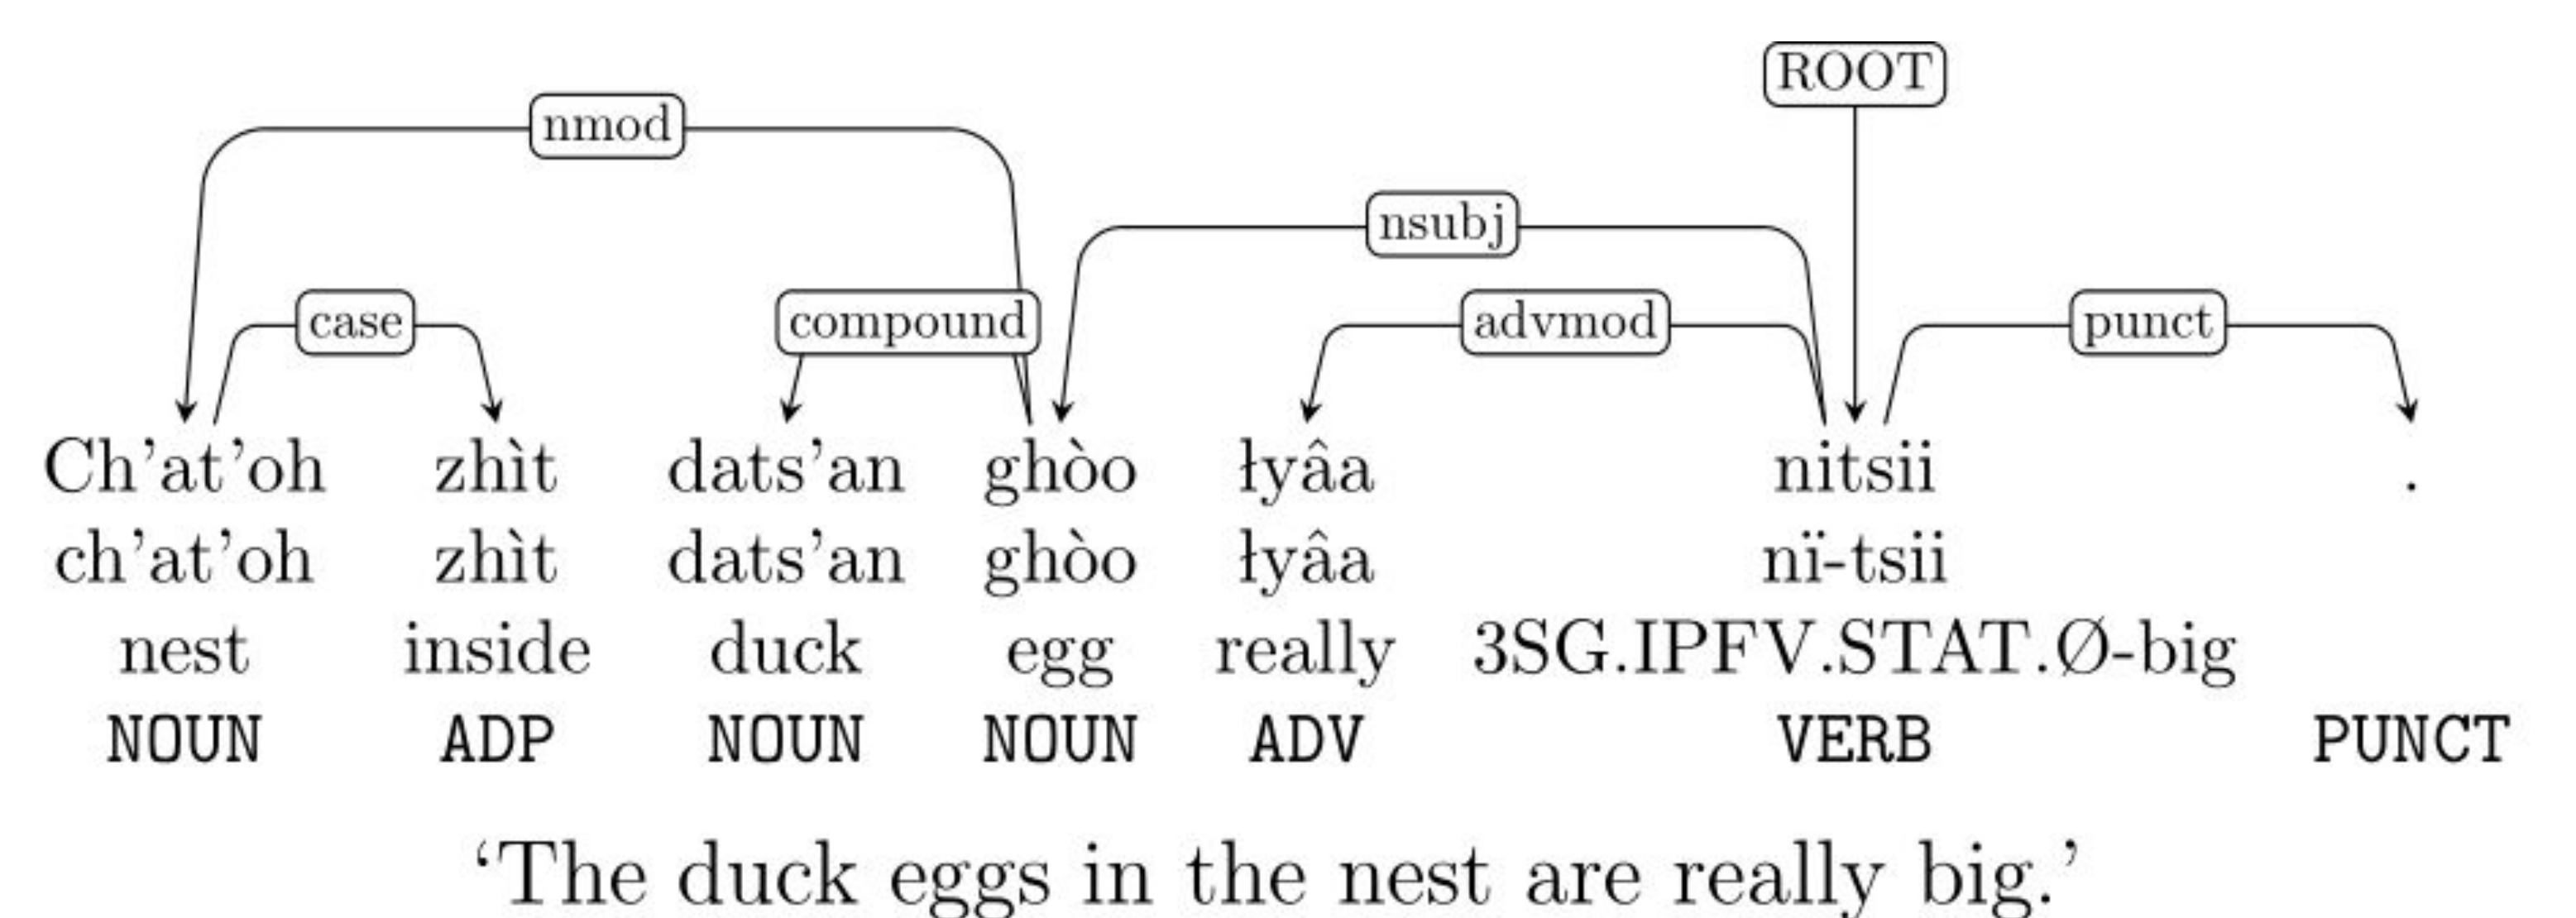 ROOT
nmod
nsubj
case compound advmod punct
Ch’at’oh zhìt dats’an ghòo łyâa nitsii .
ch’at’oh zhìt dats’an ghòo łyâa nï-tsii
nest inside duck egg really 3SG.IPFV.STAT.Ø-big
NOUN ADP NOUN NOUN ADV VERB PUNCT
‘The duck eggs in the nest are really big.’